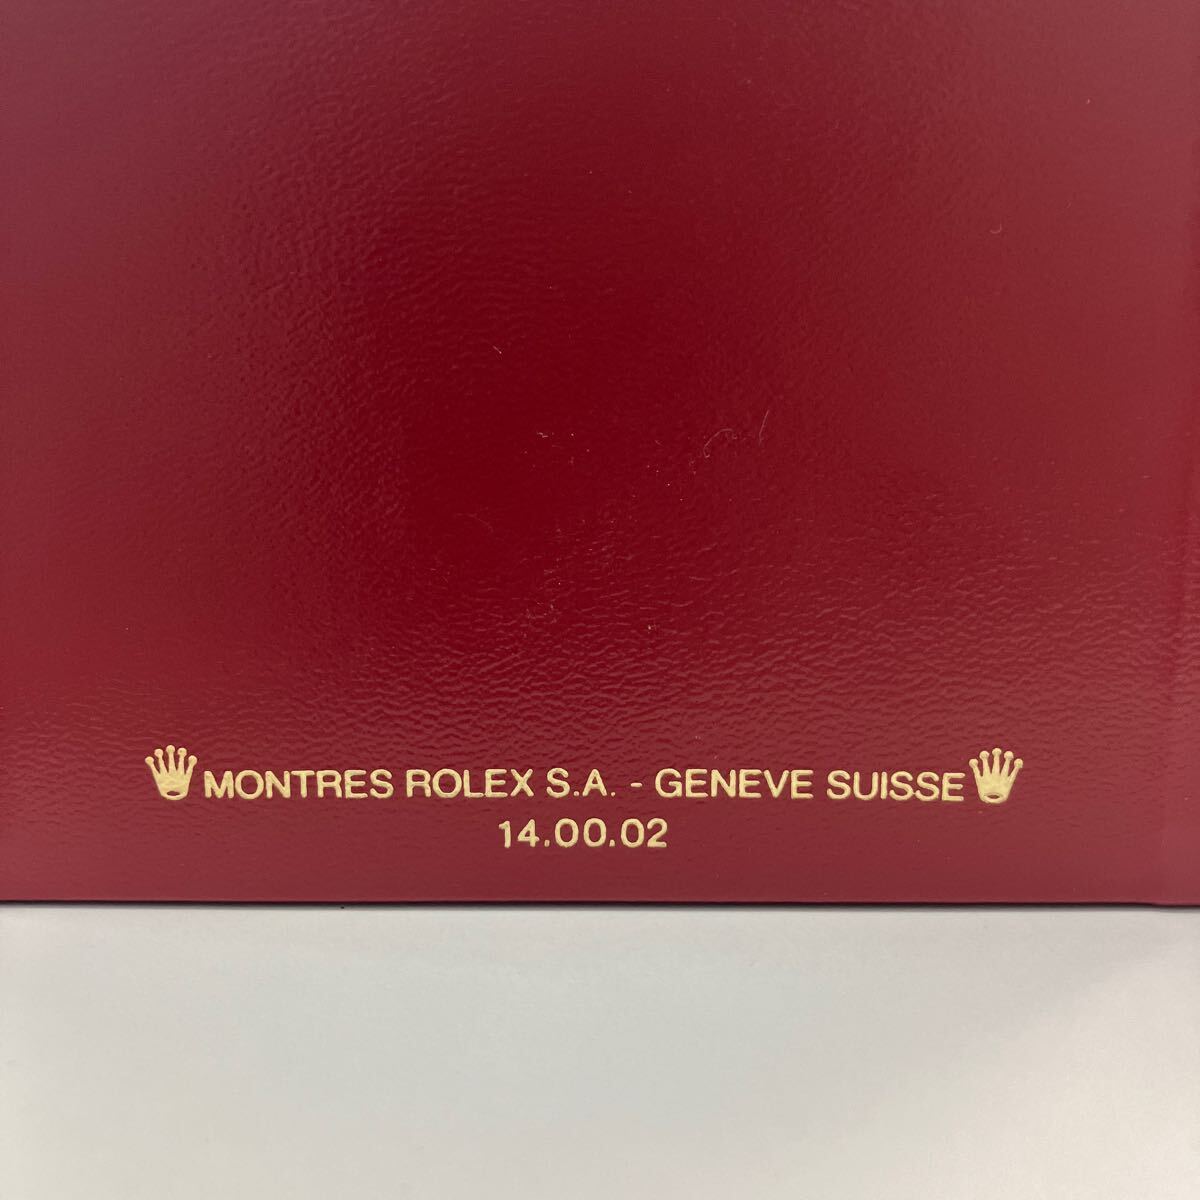 MONTRES ROLEX S.A. - GENEVE SUISSE
14.00.02